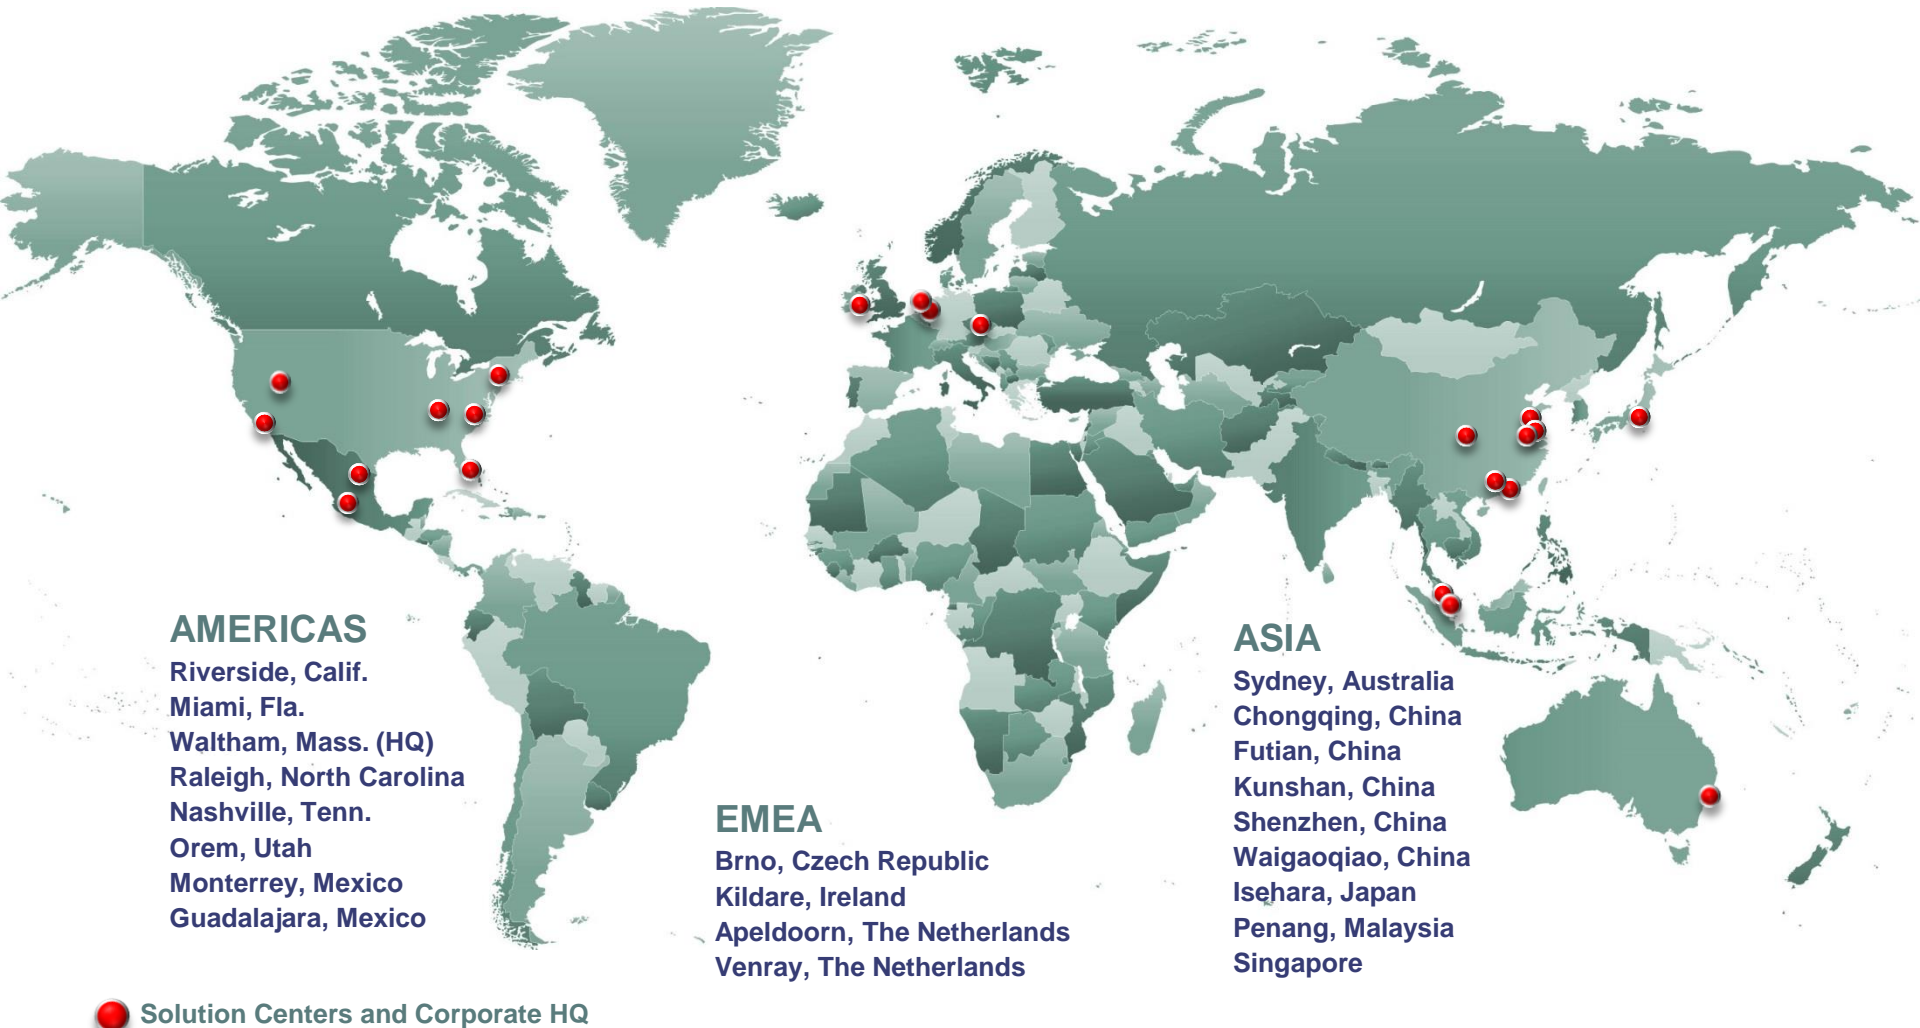 AMERICAS
Riverside, Calif.
Miami, Fla.
Waltham, Mass. (HQ)
Raleigh, North Carolina
Nashville, Tenn.
Orem, Utah
Monterrey, Mexico
Guadalajara, Mexico
EMEA
Brno, Czech Republic
Kildare, Ireland
Apeldoorn, The Netherlands
Venray, The Netherlands
ASIA
Sydney, Australia
Chongqing, China
Futian, China
Kunshan, China
Shenzhen, China
Waigaoqiao, China
Isehara, Japan
Penang, Malaysia
Singapore
Solution Centers and Corporate HQ